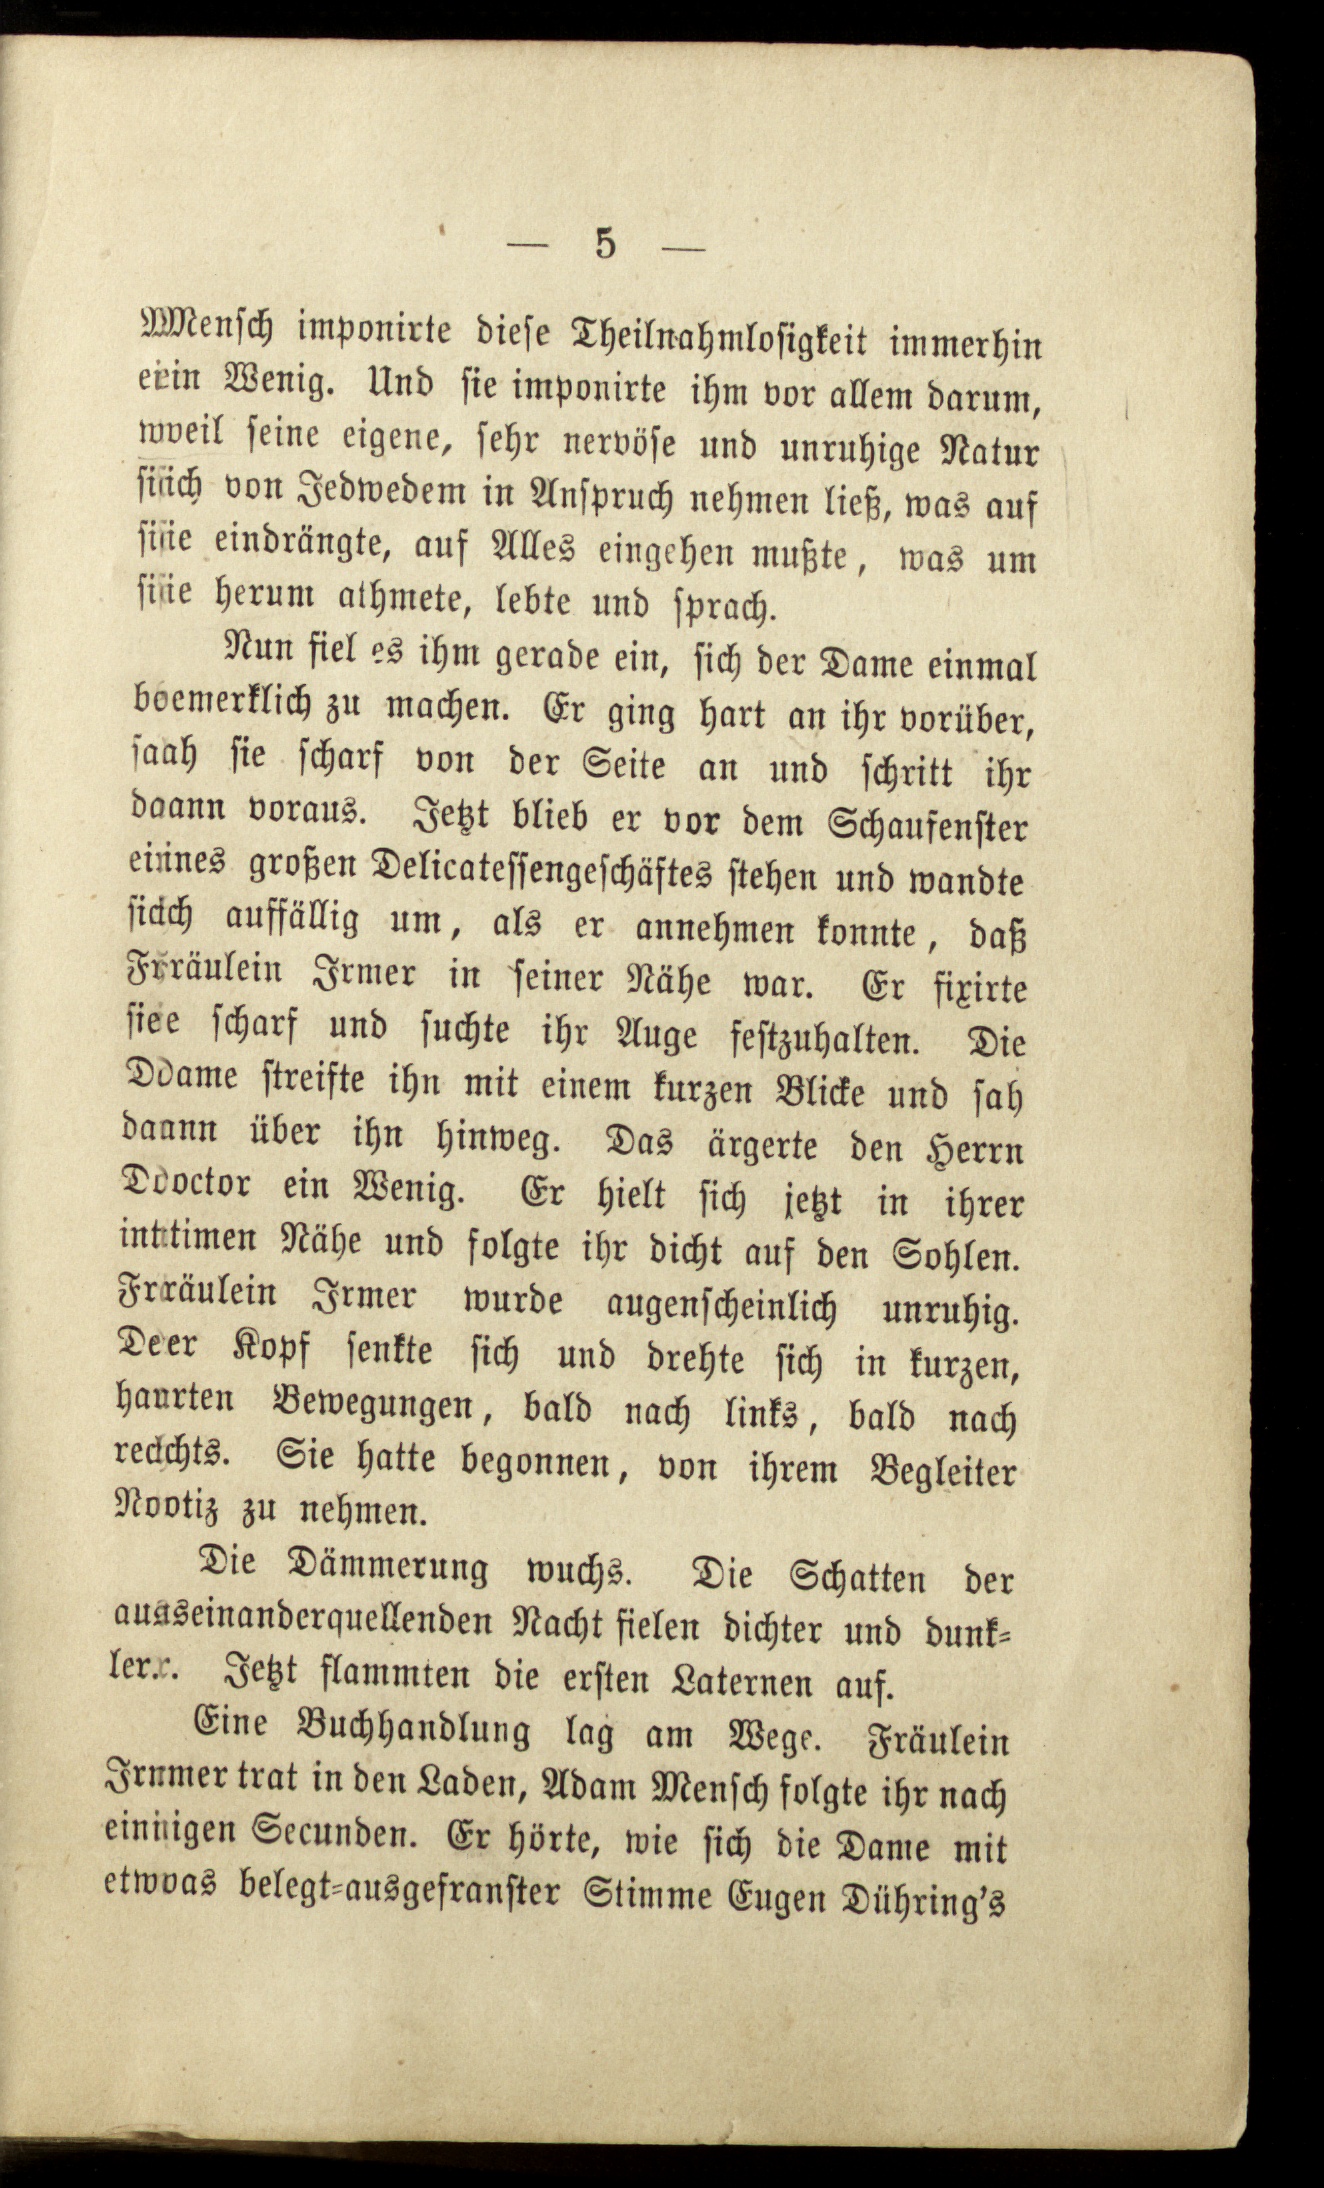 — 5 —
Mensch imponirte diese Theilnahmlosigkeit immerhin
ein Wenig. Und sie imponirte ihm vor allem darum,
weil seine eigene, sehr nervöse und unruhige Natur
sich von Jedwedem in Anspruch nehmen ließ, was auf
sie eindrängte, auf Alles eingehen mußte, was um
sie herum athmete, lebte und sprach.
Nun fiel es ihm gerade ein, sich der Dame einmal
bemerklich zu machen. Er ging hart an ihr vorüber,
sah sie scharf von der Seite an und schritt ihr
dann voraus. Jetzt blieb er vor dem Schaufenster
eines großen Delicatessengeschäftes stehen und wandte
sich auffällig um, als er annehmen konnte, daß
Fräulein Irmer in seiner Nähe war. Er fixirte
sie scharf und suchte ihr Auge festzuhalten. Die
Dame streifte ihn mit einem kurzen Blicke und sah
dann über ihn hinweg. Das ärgerte den Herrn
Doctor ein Wenig. Er hielt sich jetzt in ihrer
intimen Nähe und folgte ihr dicht auf den Sohlen.
Fräulein Irmer wurde augenscheinlich unruhig.
Der Kopf senkte sich und drehte sich in kurzen,
harten Bewegungen, bald nach links, bald nach
rechts. Sie hatte begonnen, von ihrem Begleiter
Notiz zu nehmen.
Die Dämmerung wuchs. Die Schatten der
auseinanderquellenden Nacht fielen dichter und dunk-
ler. Jetzt flammten die ersten Laternen auf.
Eine Buchhandlung lag am Wege. Fräulein
Irmer trat in den Laden, Adam Mensch folgte ihr nach
einigen Secunden. Er hörte, wie sich die Dame mit
etwas belegt-ausgefranster Stimme Eugen Dühring's